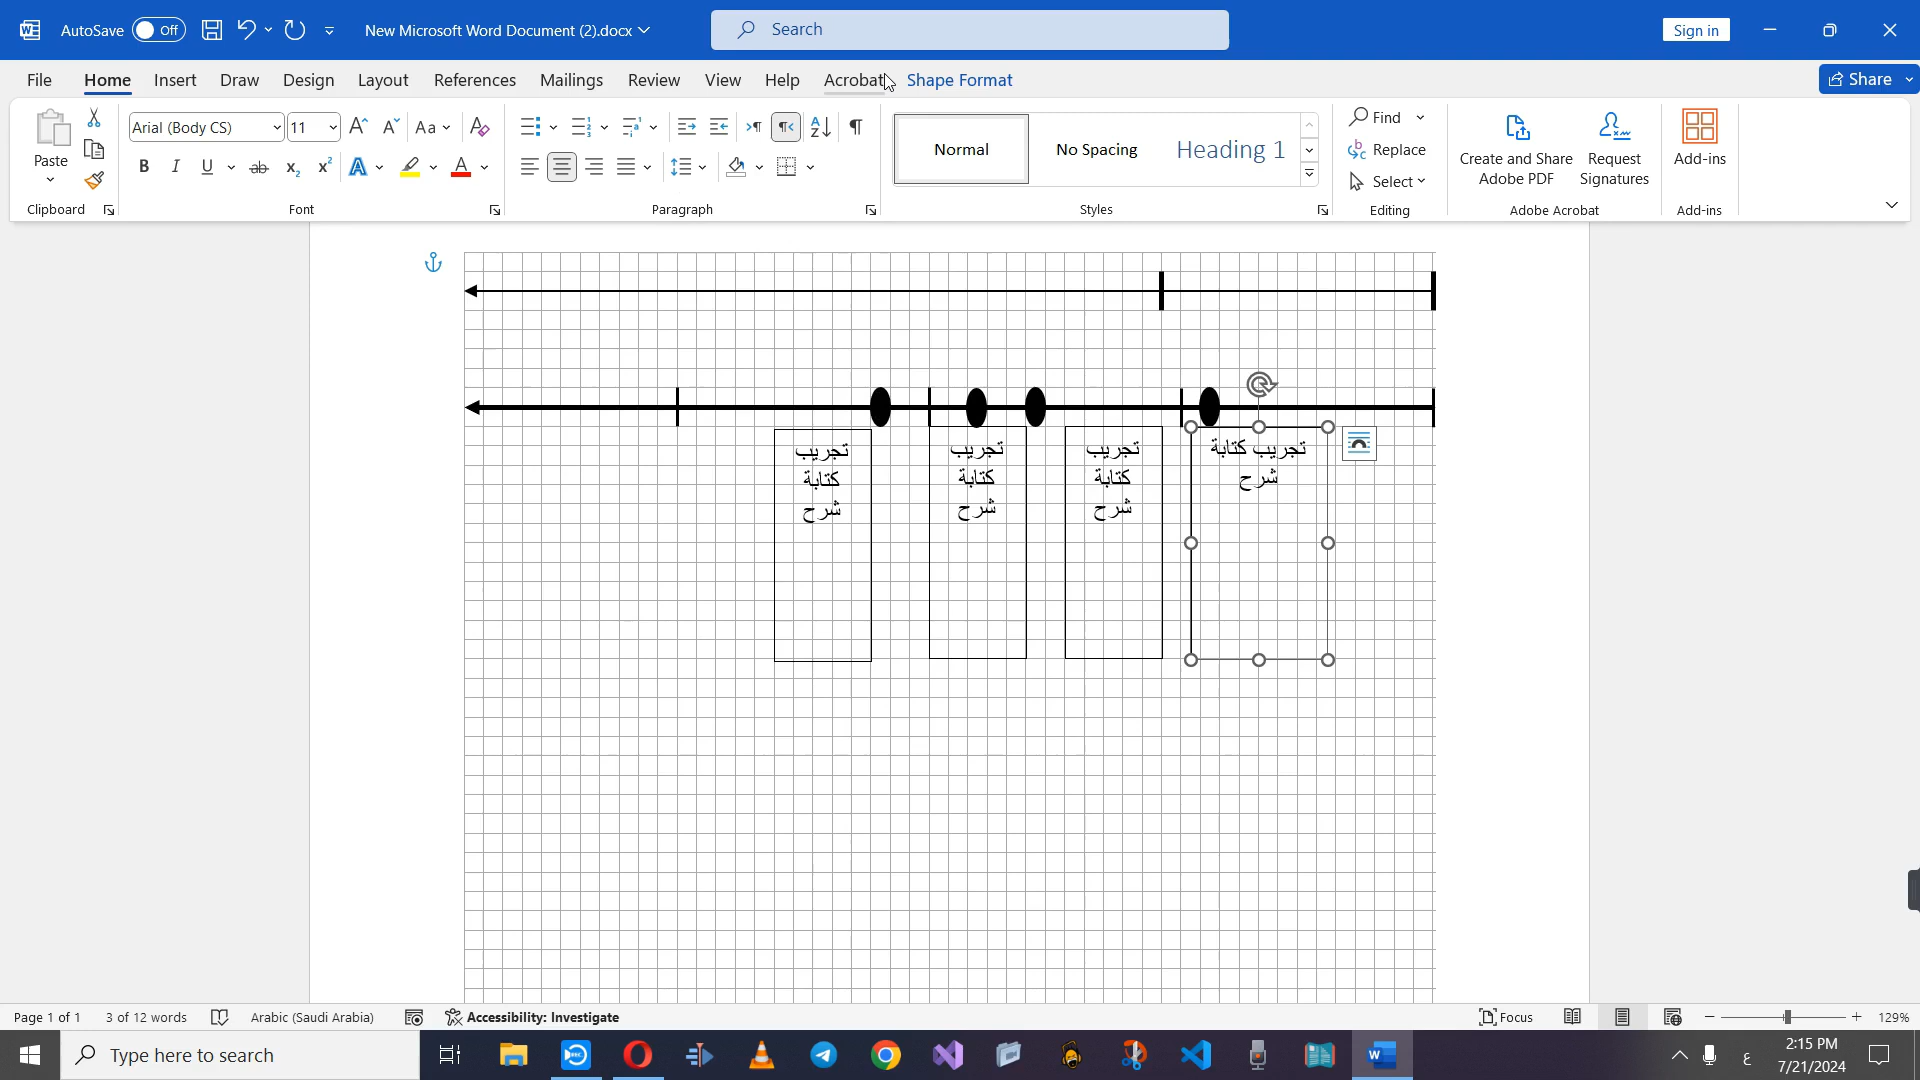 AutoSave Off New Microsoft Word Document (2).docx Search Sign in
File Home Insert Draw Design Layout References Mailings Review View Help Acrobat Shape Format Share
Paste
Clipboard
Arial (Body CS) 11
Font
Paragraph
Normal No Spacing Heading 1
Styles
Find
Replace
Select
Editing
Create and Share
Adobe PDF
Request
Signatures
Adobe Acrobat
Add-ins
Add-ins
تجريب كتابة
شرح
تجريب
كتابة
شرح
تجريب
كتابة
شرح
تجريب
كتابة
شرح
Page 1 of 1 3 of 12 words Arabic (Saudi Arabia) Accessibility: Investigate Focus 129%
Type here to search ع 2:15 PM
7/21/2024